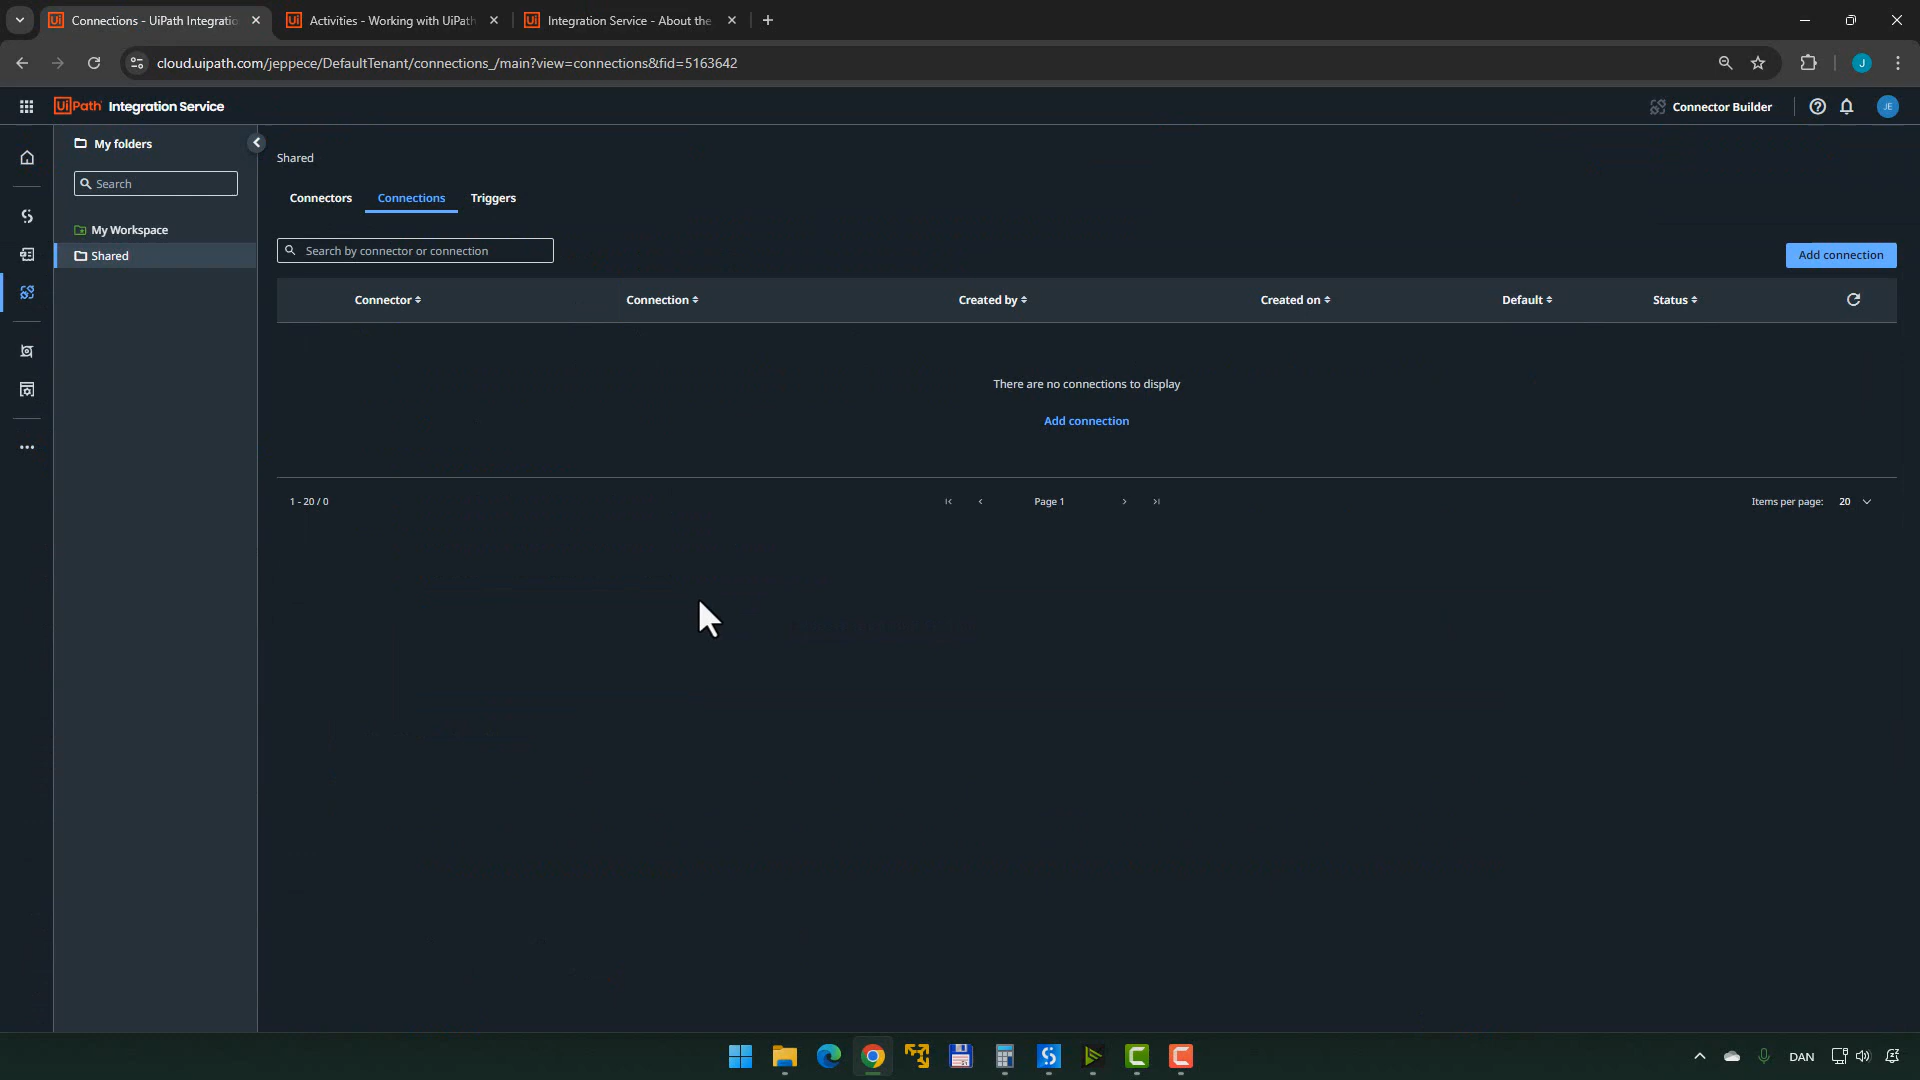 Connections - UiPath Integratio
Activities - Working with UiPath
Integration Service - About the
cloud.uipath.com/jeppece/DefaultTenant/connections_/main?view=connections&fid=5163642
J
UiPath Integration Service
Connector Builder
JE
My folders
Search
My Workspace
Shared
Shared
Connectors
Connections
Triggers
Search by connector or connection
Add connection
Connector
Connection
Created by
Created on
Default
Status
There are no connections to display
Add connection
1 - 20 / 0
Page 1
Items per page: 20
DAN